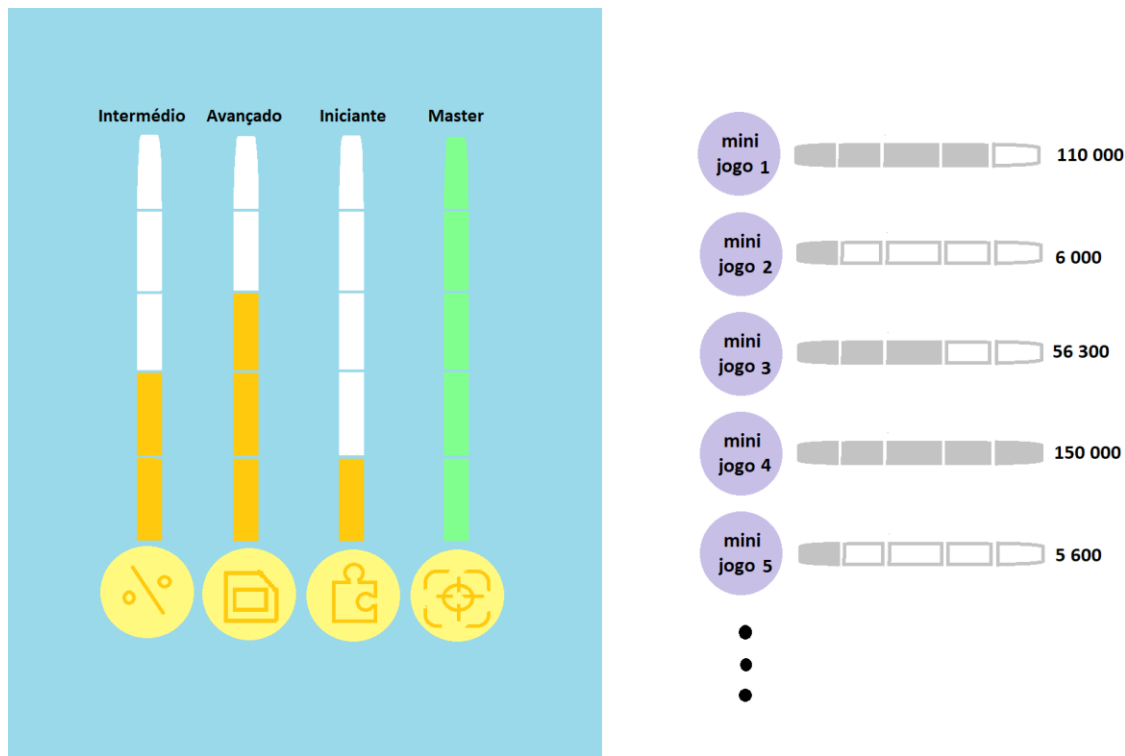 Intermédio Avançado Iniciante Master
mini
jogo 1
110 000
mini
jogo 2
6 000
mini
jogo 3
56 300
mini
jogo 4
150 000
mini
jogo 5
5 600